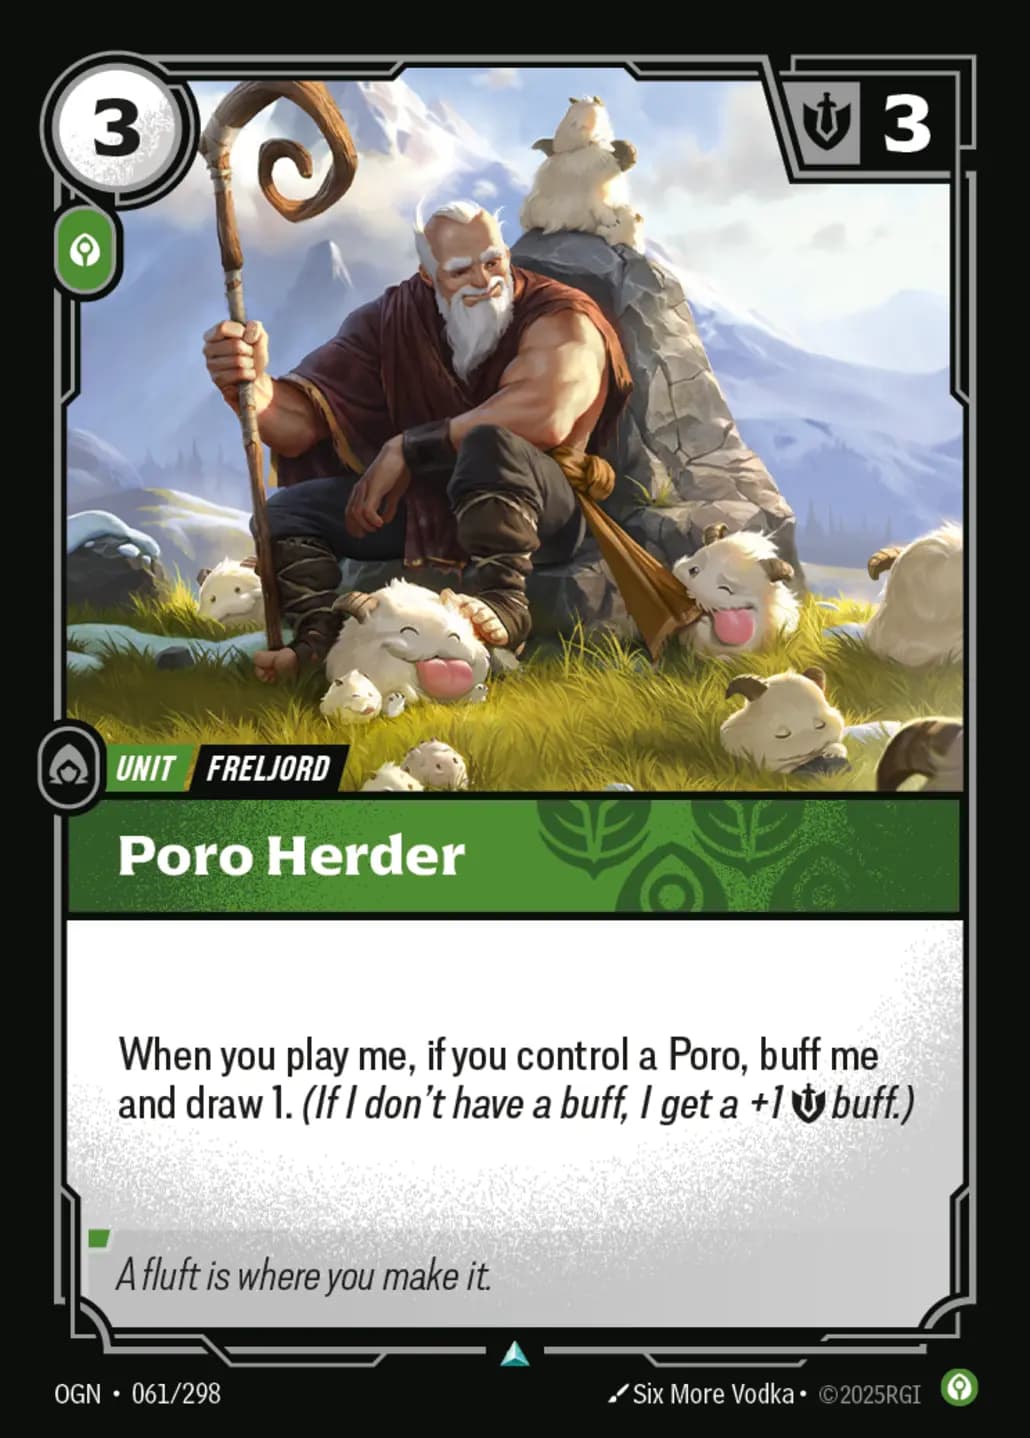 3
3
UNIT FRELJORD
Poro Herder
When you play me, if you control a Poro, buff me
and draw 1. (If I don't have a buff, I get a +1 buff.)
A fluft is where you make it.
OGN • 061/298 Six More Vodka • ©2025RGI